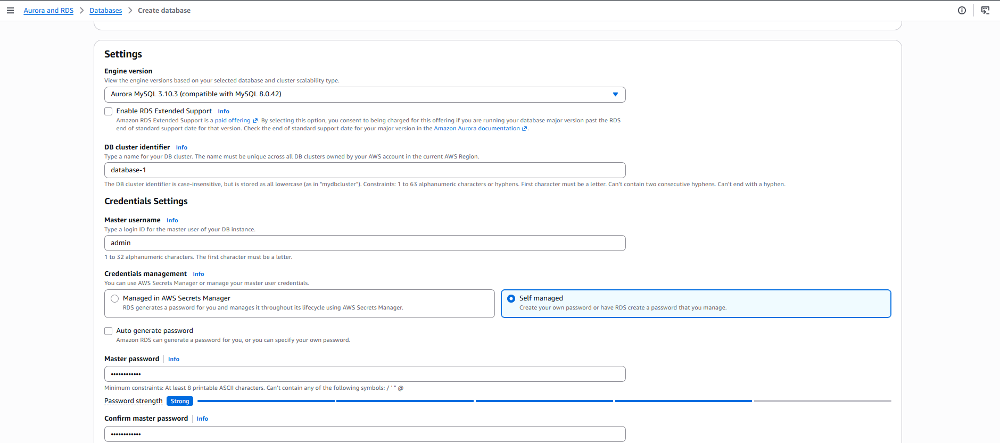 Aurora and RDS > Databases > Create database
Settings
Engine version
View the engine versions based on your selected database and cluster scalability type.
Aurora MySQL 3.10.3 (compatible with MySQL 8.0.42)
Enable RDS Extended Support Info
Amazon RDS Extended Support is a paid offering. By selecting this option, you consent to being charged for this offering if you are running your database major version past the RDS
end of standard support date for that version. Check the end of standard support date for your major version in the Amazon Aurora documentation.
DB cluster identifier Info
Type a name for your DB cluster. The name must be unique across all DB clusters owned by your AWS account in the current AWS Region.
database-1
The DB cluster identifier is case-insensitive, but is stored as all lowercase (as in "mydbcluster"). Constraints: 1 to 63 alphanumeric characters or hyphens. First character must be a letter. Can't contain two consecutive hyphens. Can't end with a hyphen.
Credentials Settings
Master username Info
Type a login ID for the master user of your DB instance.
admin
1 to 32 alphanumeric characters. The first character must be a letter.
Credentials management Info
You can use AWS Secrets Manager or manage your master user credentials.
Managed in AWS Secrets Manager
RDS generates a password for you and manages it throughout its lifecycle using AWS Secrets Manager.
Self managed
Create your own password or have RDS create a password that you manage.
Auto generate password
Amazon RDS can generate a password for you, or you can specify your own password.
Master password Info
••••••••••••
Minimum constraints: At least 8 printable ASCII characters. Can't contain any of the following symbols: / ' " @
Password strength Strong
Confirm master password Info
••••••••••••